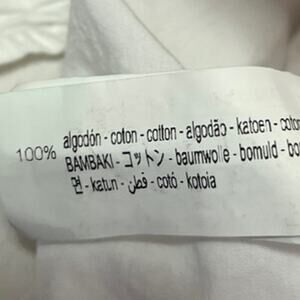 100% algodón - coton - cotton - algodão - katoen - coton
BAMBAKI - コットン - baumwolle - bomuld - bo
면 - katun - قطن - cotó - kotoia